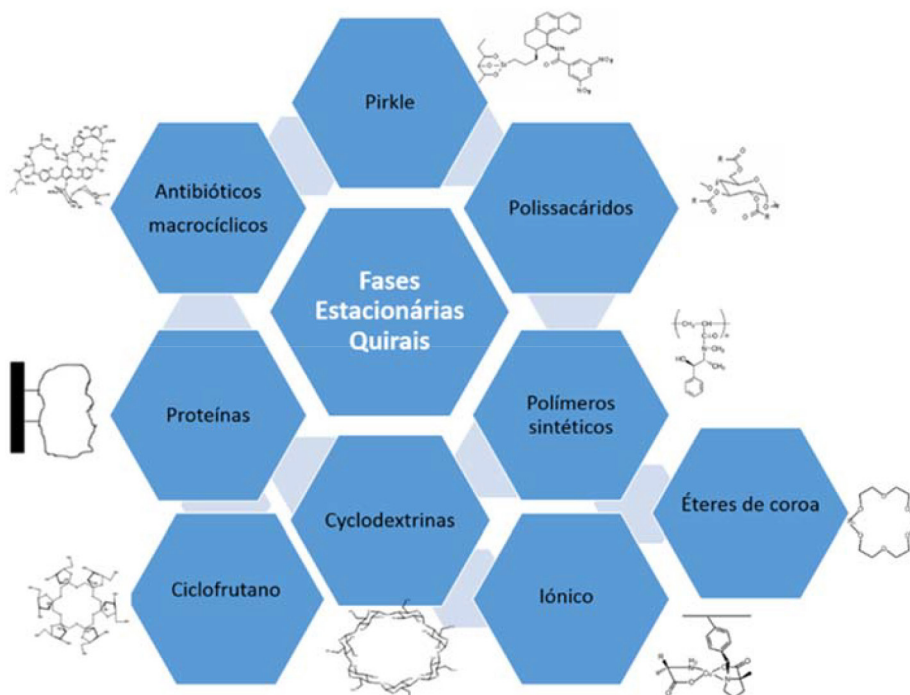 Pirkle
Antibióticos
macrocíclicos
Polissacáridos
Fases
Estacionárias
Quirais
Proteínas
Polímeros
sintéticos
Éteres de coroa
Cyclodextrinas
Ciclofrutano
Iónico